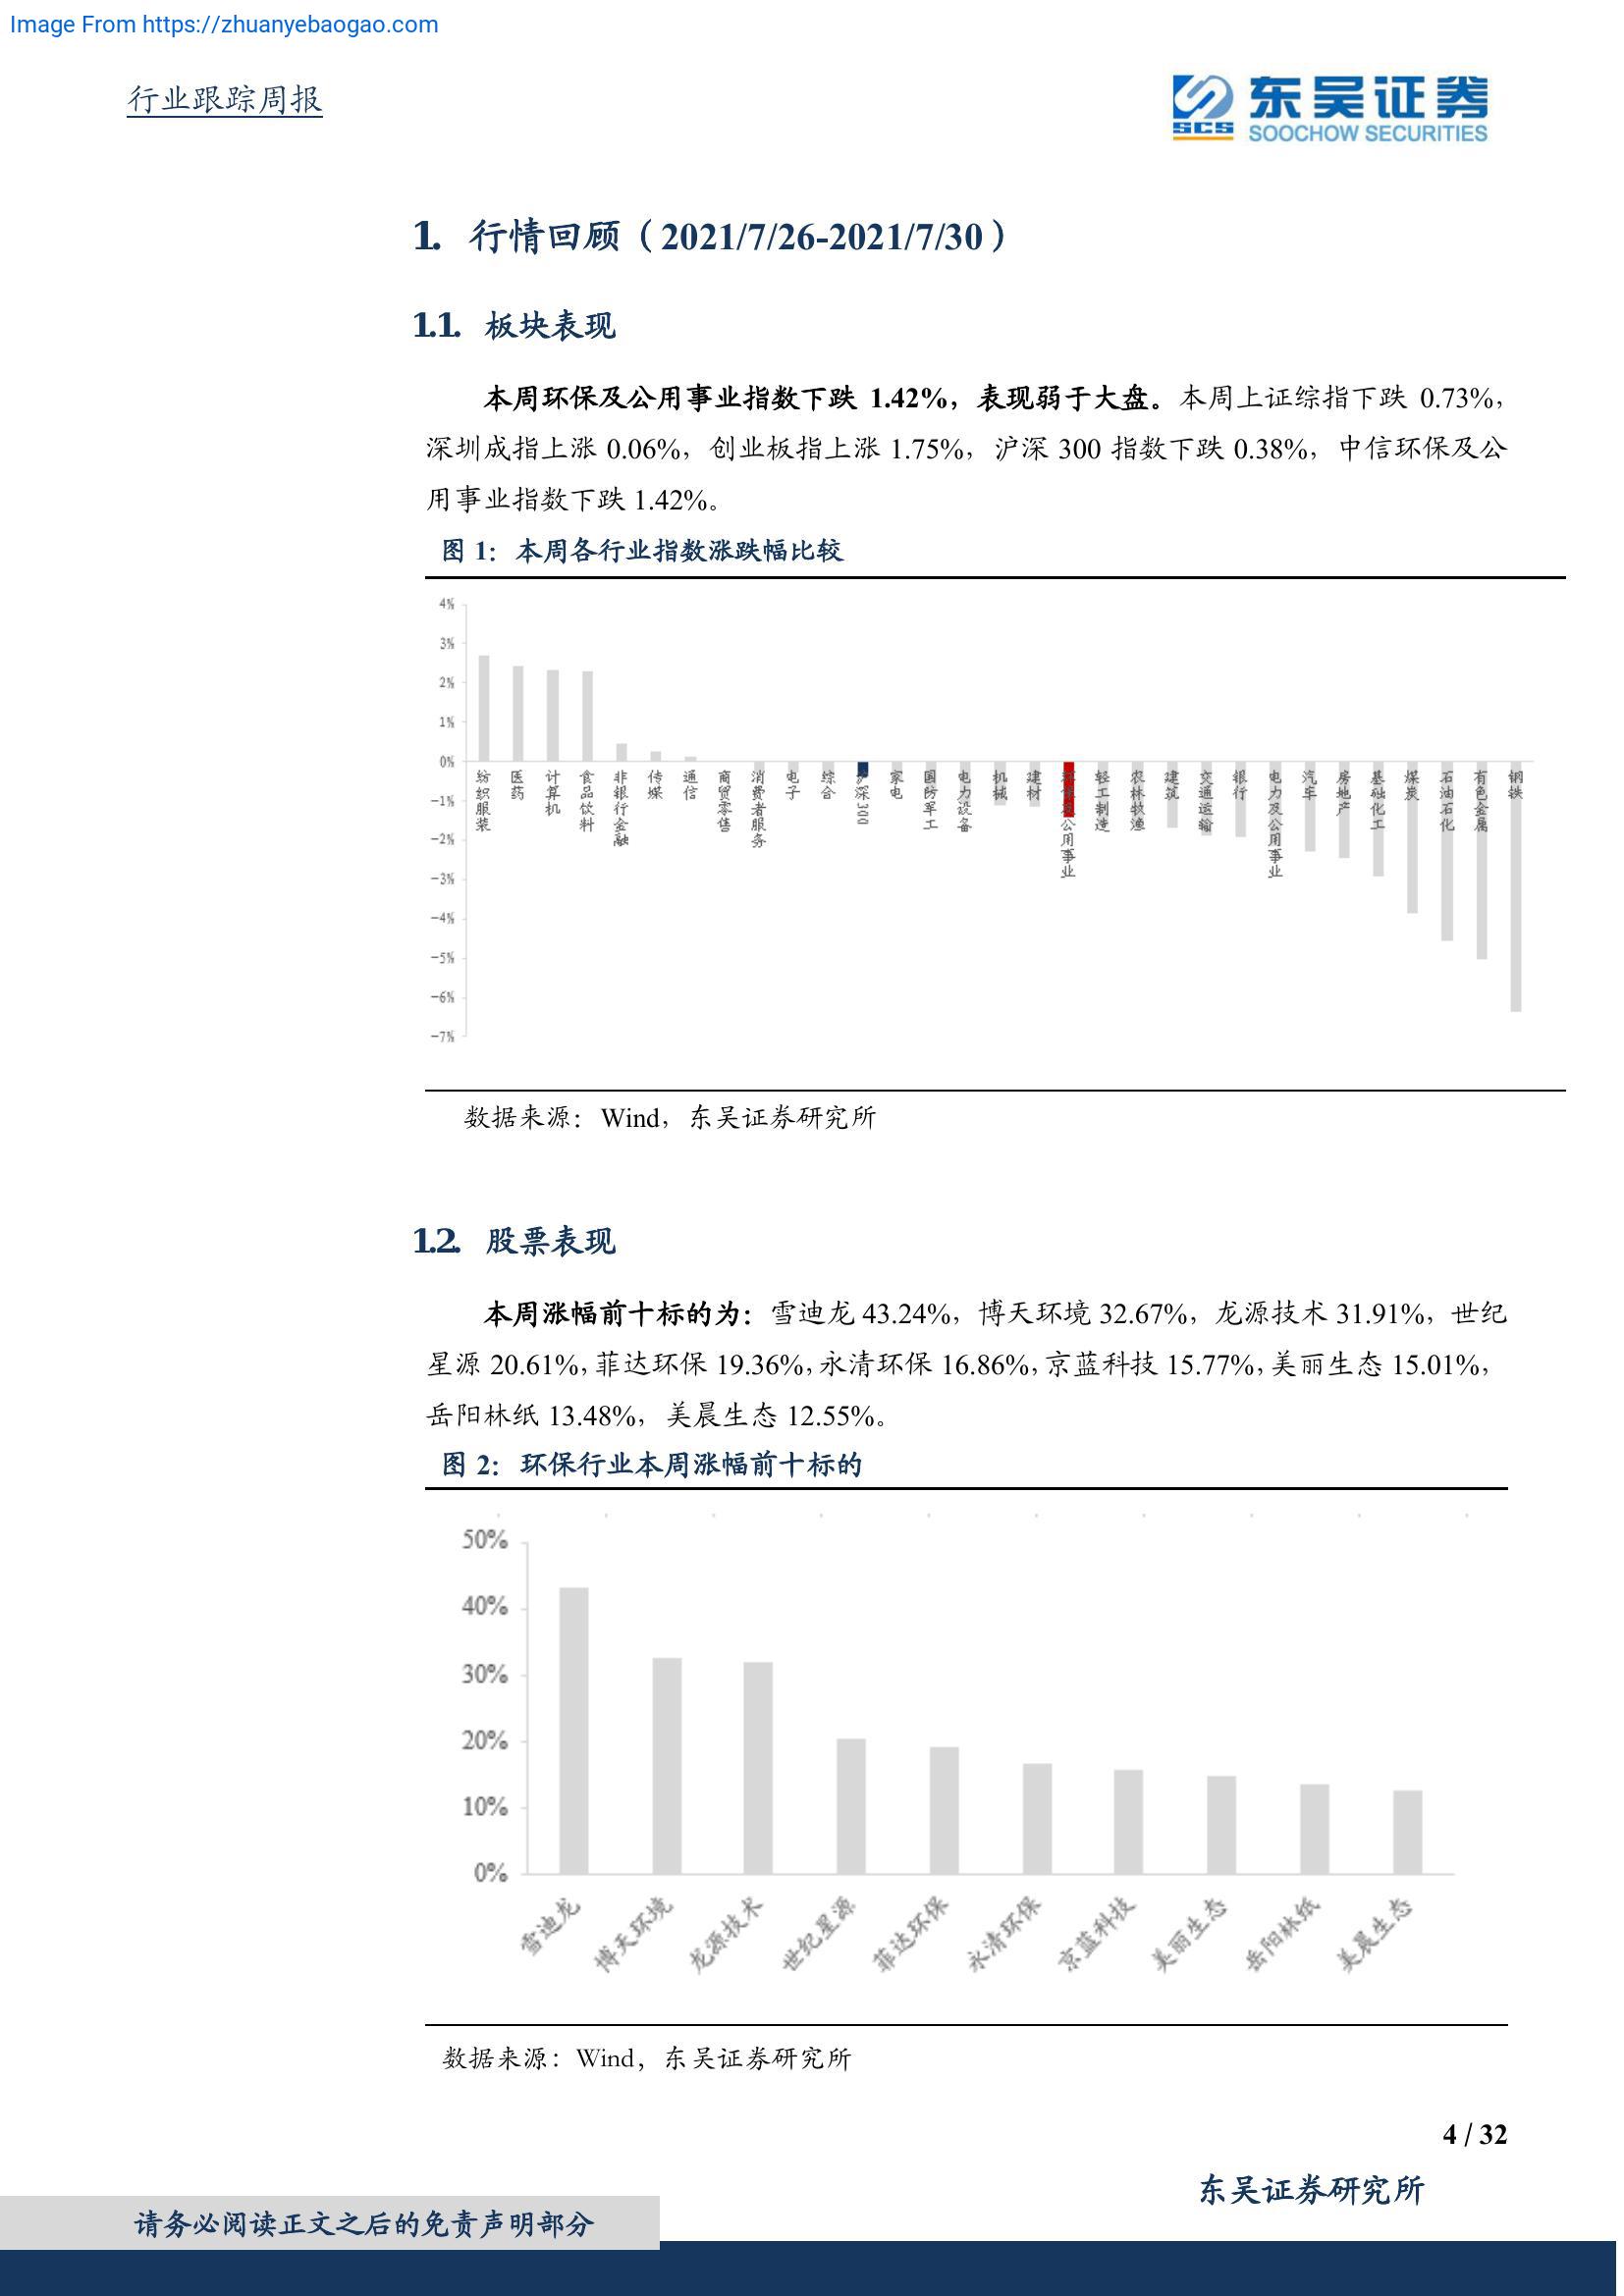 Image From https://zhuanyebaogao.com
行业跟踪周报
SCS
东吴证券
SOOCHOW SECURITIES
1. 行情回顾（2021/7/26-2021/7/30）
1.1. 板块表现
本周环保及公用事业指数下跌 1.42%，表现弱于大盘。本周上证综指下跌 0.73%，
深圳成指上涨 0.06%，创业板指上涨 1.75%，沪深 300 指数下跌 0.38%，中信环保及公
用事业指数下跌 1.42%。
图 1：本周各行业指数涨跌幅比较
4%
3%
2%
1%
0%
-1%
-2%
-3%
-4%
-5%
-6%
-7%
纺织服装
医药
计算机
食品饮料
非银行金融
传媒
通信
商贸零售
消费者服务
电子
综合
沪深300
家电
国防军工
电力设备
机械
建材
环保及公用事业
轻工制造
农林牧渔
建筑
交通运输
银行
电力及公用事业
汽车
房地产
基础化工
煤炭
石油石化
有色金属
钢铁
数据来源：Wind，东吴证券研究所
1.2. 股票表现
本周涨幅前十标的为：雪迪龙 43.24%，博天环境 32.67%，龙源技术 31.91%，世纪
星源 20.61%，菲达环保 19.36%，永清环保 16.86%，京蓝科技 15.77%，美丽生态 15.01%，
岳阳林纸 13.48%，美晨生态 12.55%。
图 2：环保行业本周涨幅前十标的
50%
40%
30%
20%
10%
0%
雪迪龙
博天环境
龙源技术
世纪星源
菲达环保
永清环保
京蓝科技
美丽生态
岳阳林纸
美晨生态
数据来源：Wind，东吴证券研究所
4 / 32
东吴证券研究所
请务必阅读正文之后的免责声明部分